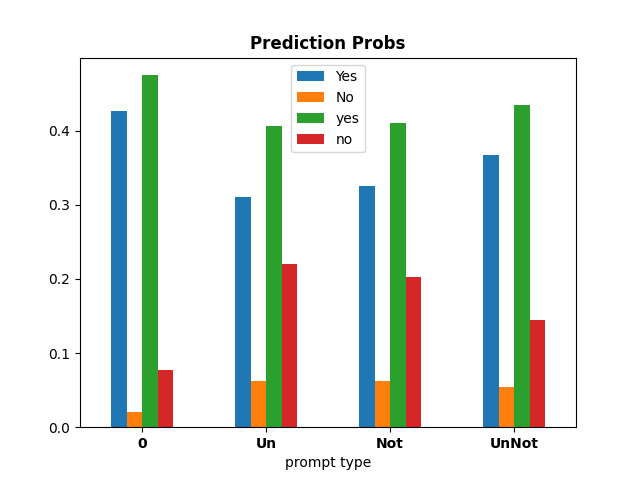 Prediction Probs
Yes
No
yes
no
0.4
0.3
0.2
0.1
0.0
0 Un Not UnNot
prompt type